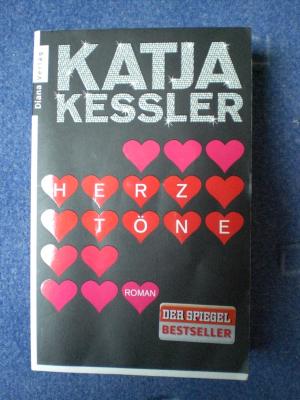 Diana VERLAG
KATJA
KESSLER
HERZ
TÖNE
ROMAN
DER SPIEGEL
BESTSELLER